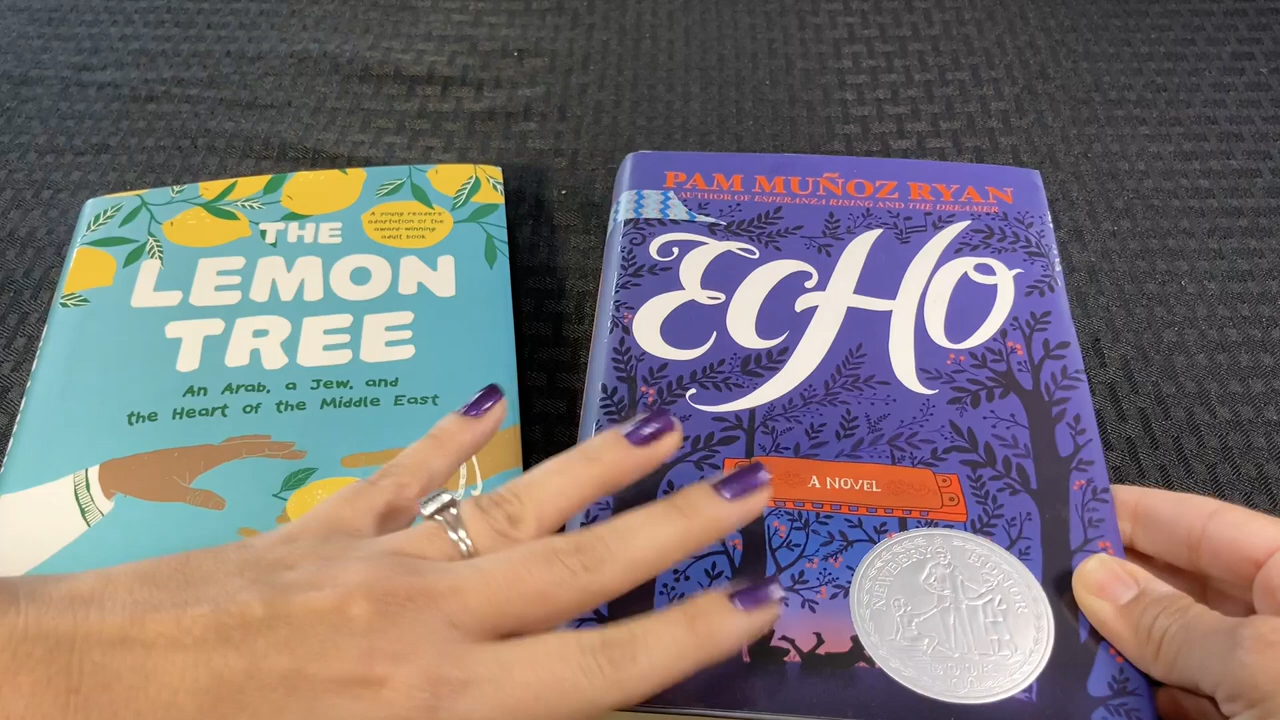 A young readers'
adaptation of the
award-winning
adult book
THE
LEMON
TREE
An Arab, a Jew, and
the Heart of the Middle East
PAM MUÑOZ RYAN
AUTHOR OF ESPERANZA RISING AND THE DREAMER
ECHO
A NOVEL
NEWBERY HONOR